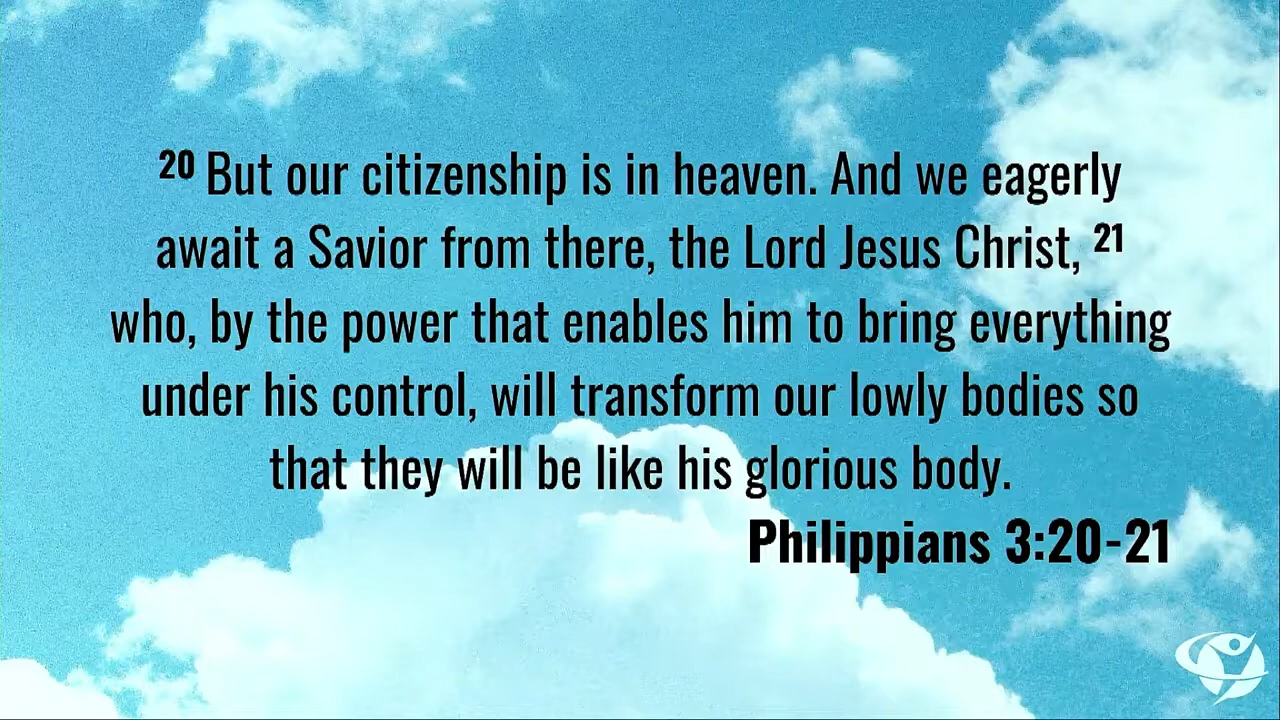 ²⁰ But our citizenship is in heaven. And we eagerly
await a Savior from there, the Lord Jesus Christ, ²¹
who, by the power that enables him to bring everything
under his control, will transform our lowly bodies so
that they will be like his glorious body.
Philippians 3:20-21